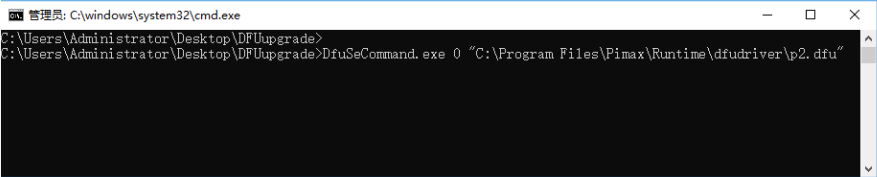 管理员: C:\windows\system32\cmd.exe
C:\Users\Administrator\Desktop\DFUupgrade>
C:\Users\Administrator\Desktop\DFUupgrade>DfuSeCommand.exe 0 "C:\Program Files\Pimax\Runtime\dfudriver\p2.dfu"